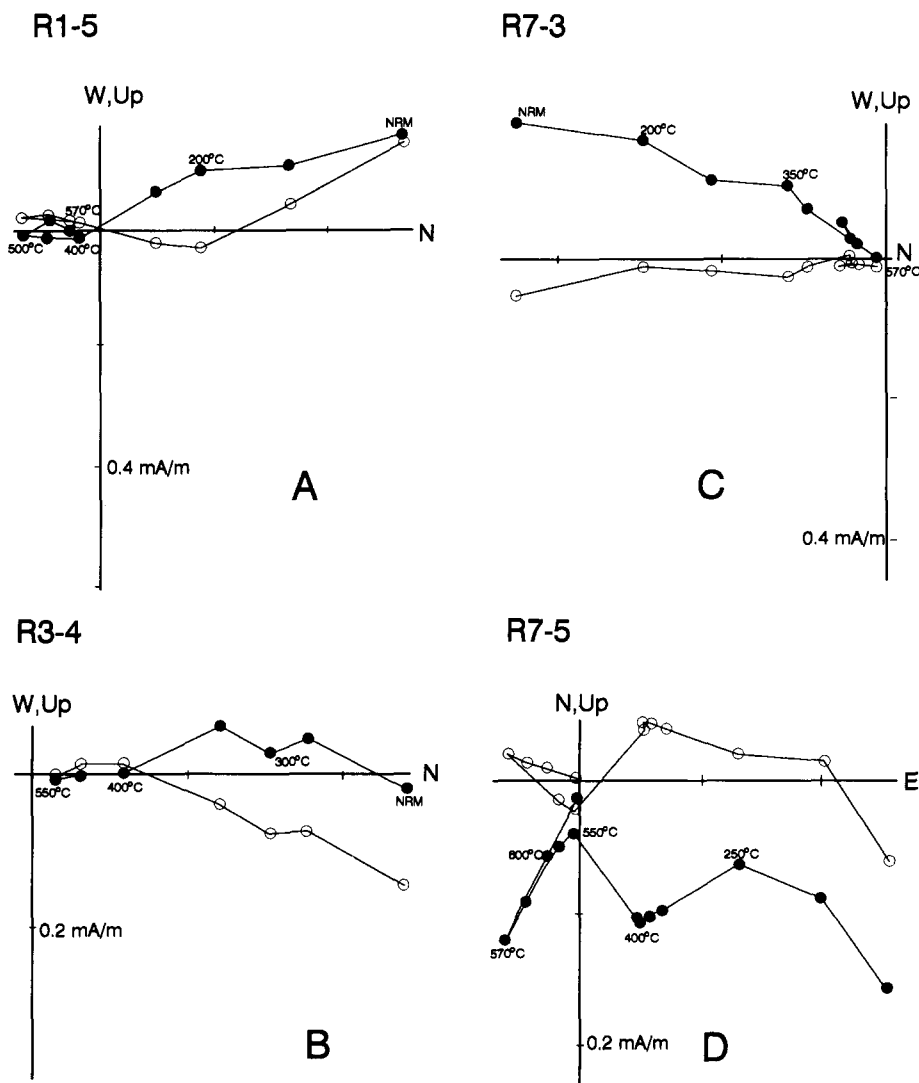 R1-5
W,Up
NRM
200°C
570°C
N
500°C
400°C
0.4 mA/m
A
R7-3
W,Up
NRM
200°C
350°C
N
570°C
C
0.4 mA/m
R3-4
W,Up
N
300°C
550°C
400°C
NRM
0.2 mA/m
B
R7-5
N,Up
E
550°C
600°C
250°C
400°C
570°C
0.2 mA/m
D